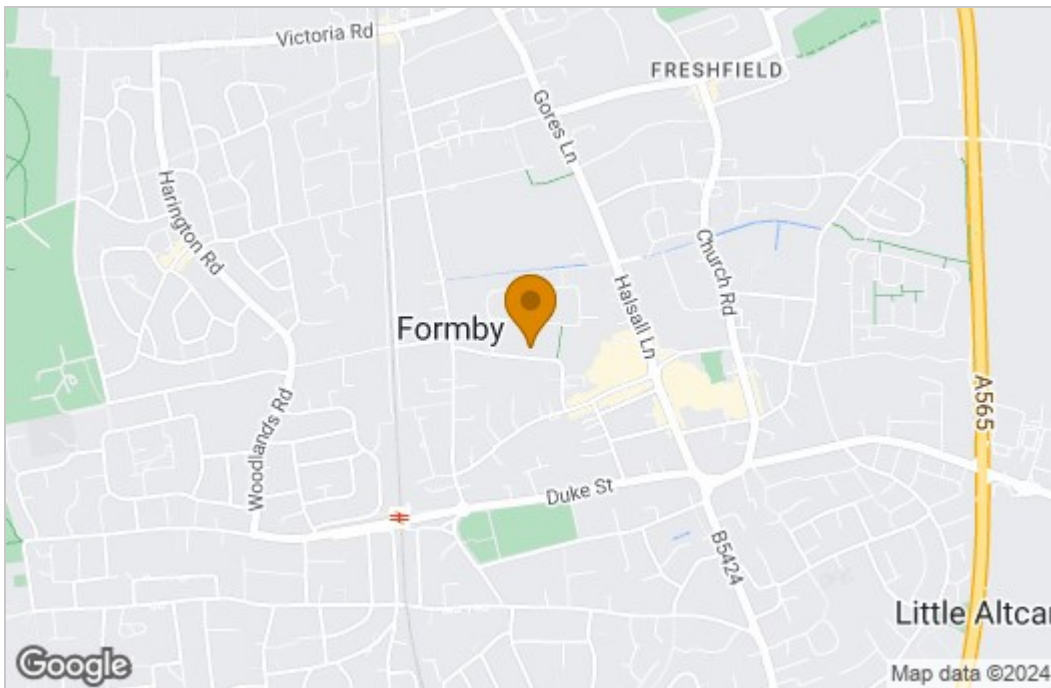 Victoria Rd
FRESHFIELD
Gores Ln
Harington Rd
Church Rd
Halsall Ln
Formby
A565
Woodlands Rd
Duke St
B5424
Little Altcar
Google
Map data ©2024